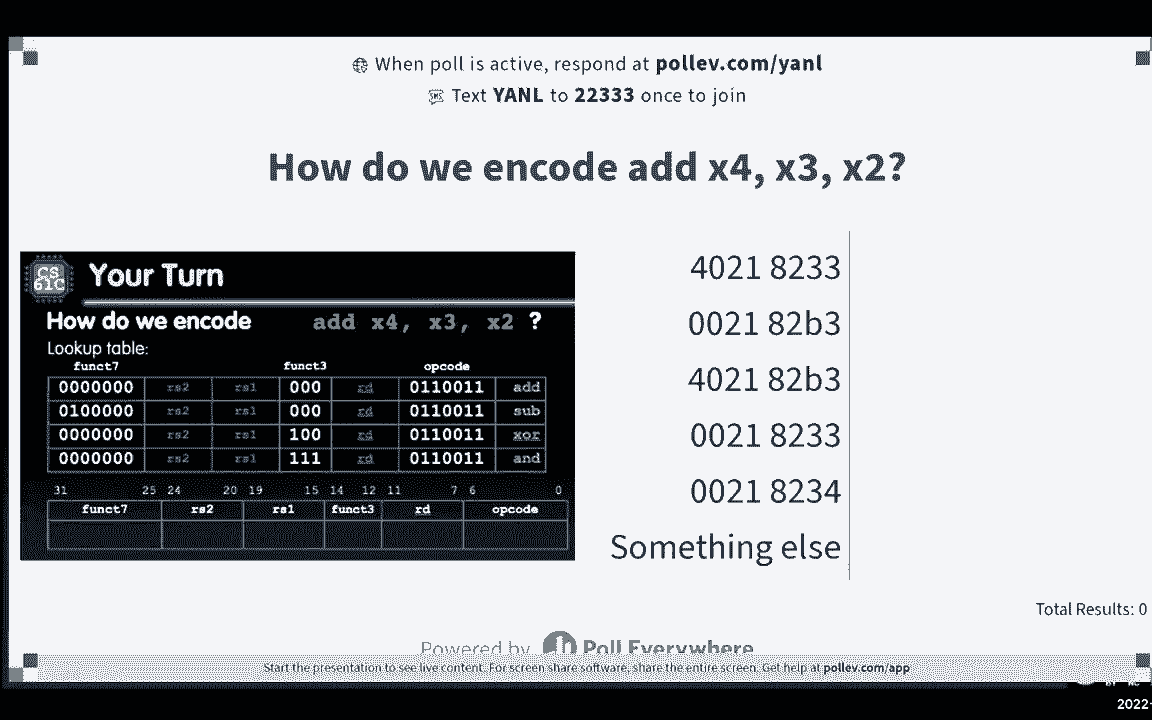 When poll is active, respond at pollev.com/yanl
Text YANL to 22333 once to join
How do we encode add x4, x3, x2?
CS 61C
Your Turn
How do we encode add x4, x3, x2 ?
Lookup table:
funct7 funct3 opcode
0000000 rs2 rs1 000 rd 0110011 add
0100000 rs2 rs1 000 rd 0110011 sub
0000000 rs2 rs1 100 rd 0110011 xor
0000000 rs2 rs1 111 rd 0110011 and
31 25 24 20 19 15 14 12 11 7 6 0
funct7 rs2 rs1 funct3 rd opcode
4021 8233
0021 82b3
4021 82b3
0021 8233
0021 8234
Something else
Total Results: 0
Powered by Poll Everywhere
Start the presentation to see live content. For screen share software, share the entire screen. Get help at pollev.com/app
2022-